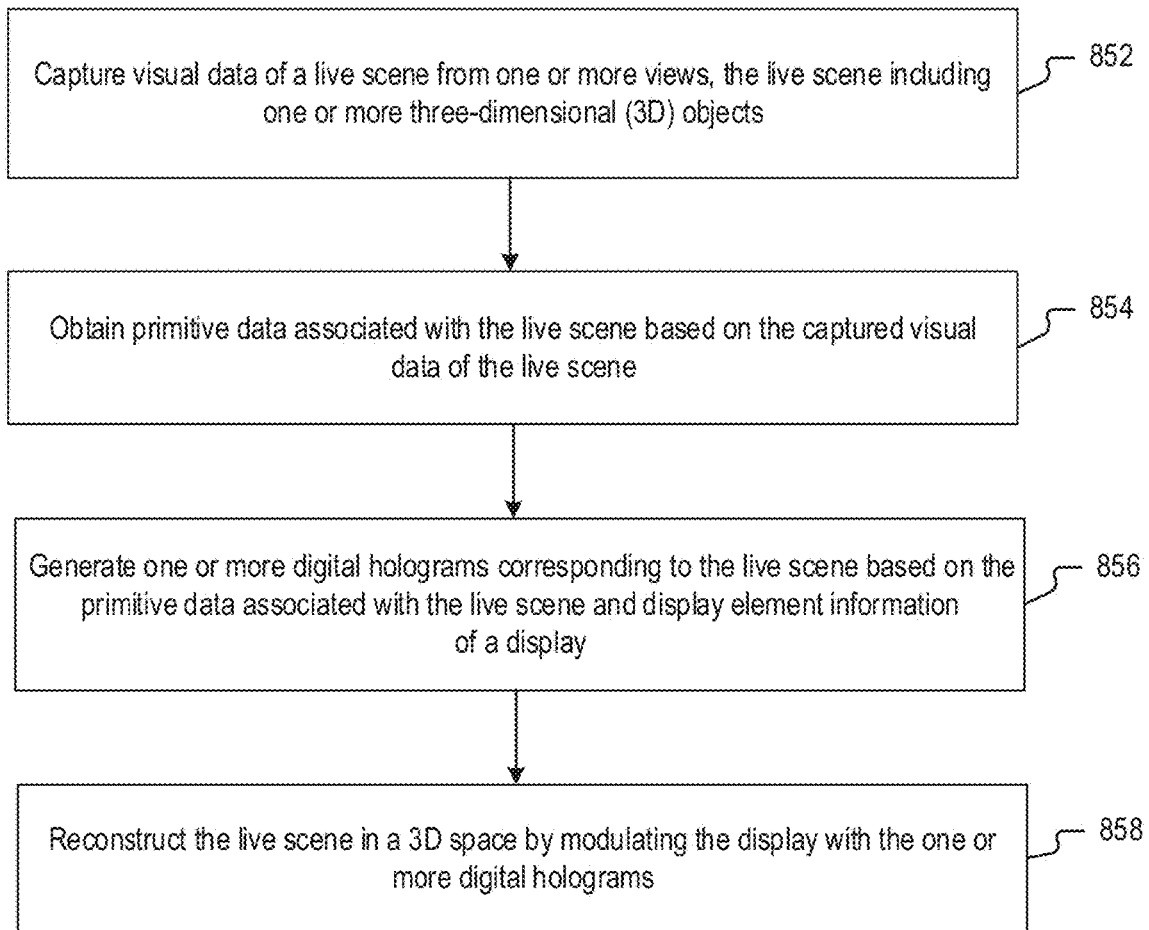 Capture visual data of a live scene from one or more views, the live scene including
one or more three-dimensional (3D) objects
852
Obtain primitive data associated with the live scene based on the captured visual
data of the live scene
854
Generate one or more digital holograms corresponding to the live scene based on the
primitive data associated with the live scene and display element information
of a display
856
Reconstruct the live scene in a 3D space by modulating the display with the one or
more digital holograms
858